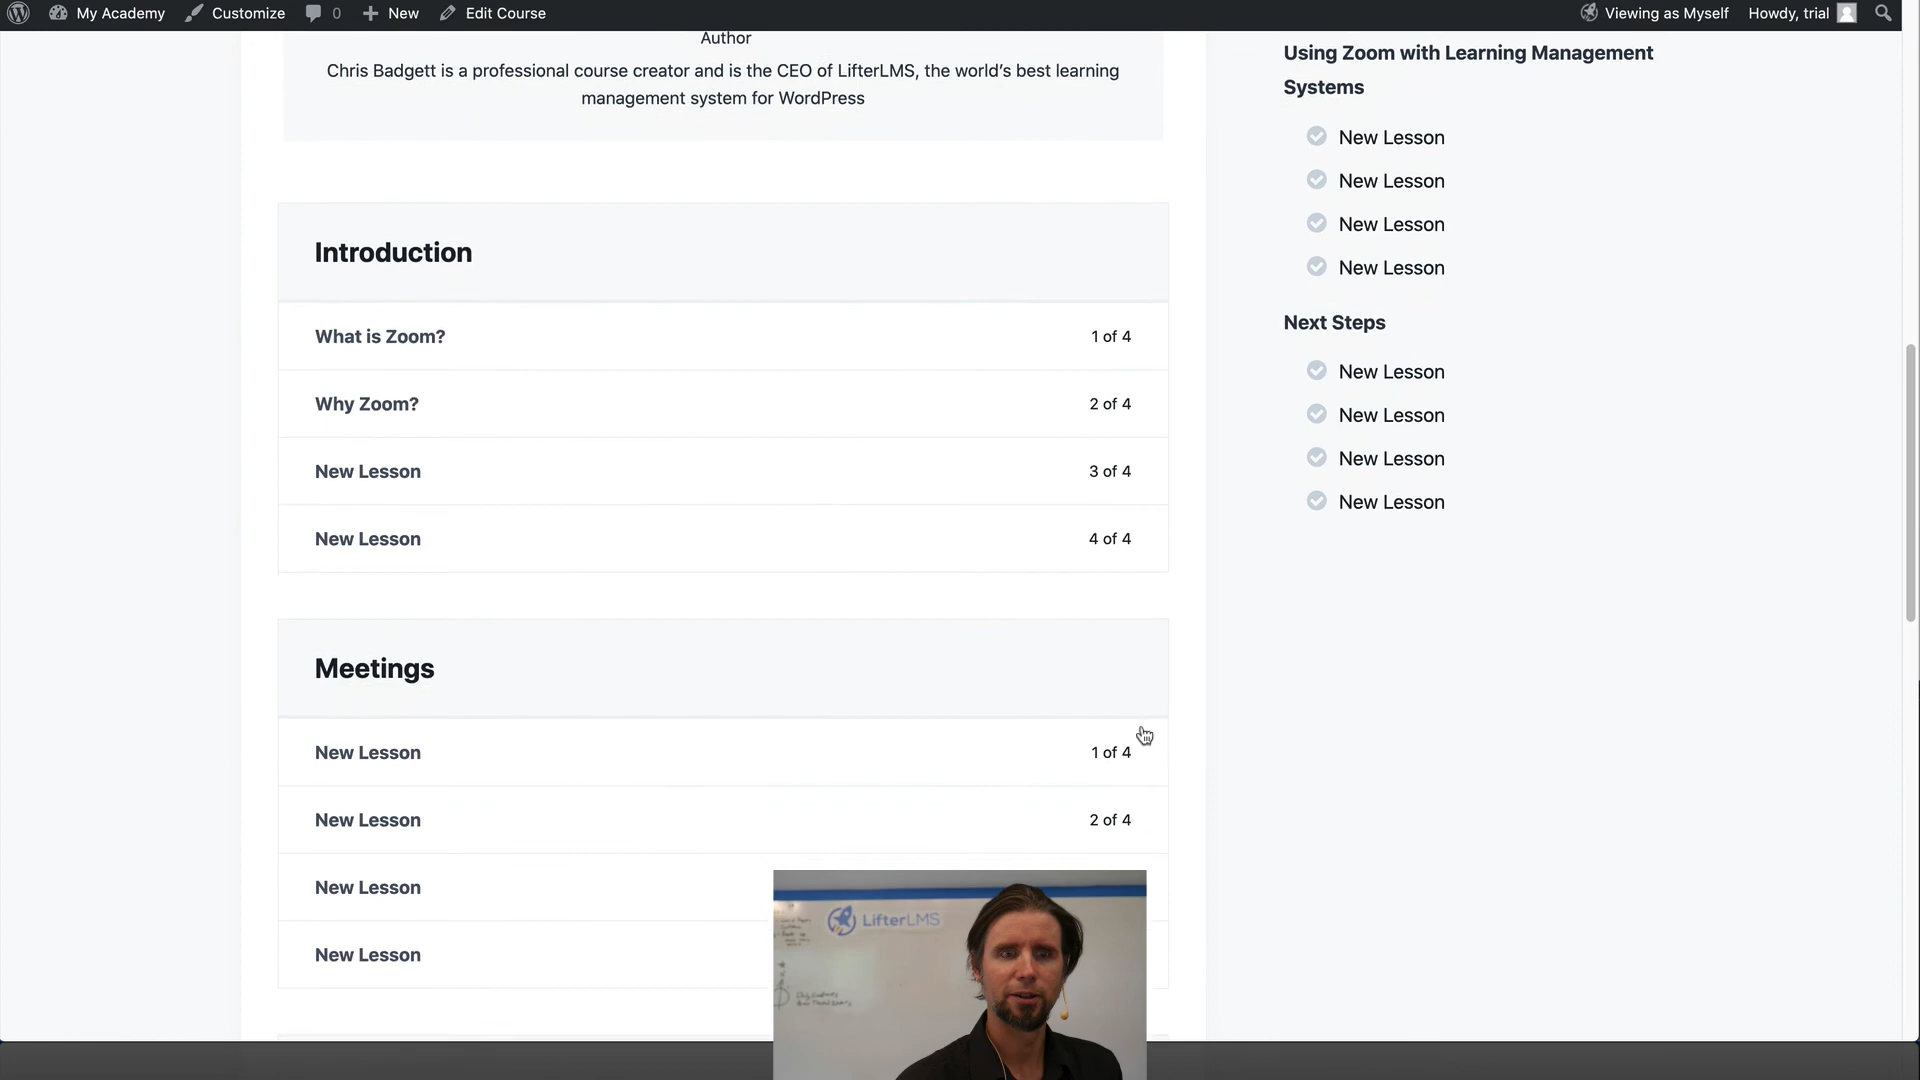 My Academy
Customize
0
New
Edit Course
Viewing as Myself
Howdy, trial
Author
Chris Badgett is a professional course creator and is the CEO of LifterLMS, the world’s best learning
management system for WordPress
Introduction
What is Zoom?
1 of 4
Why Zoom?
2 of 4
New Lesson
3 of 4
New Lesson
4 of 4
Meetings
New Lesson
1 of 4
New Lesson
2 of 4
New Lesson
New Lesson
Using Zoom with Learning Management
Systems
New Lesson
New Lesson
New Lesson
New Lesson
Next Steps
New Lesson
New Lesson
New Lesson
New Lesson
LifterLMS